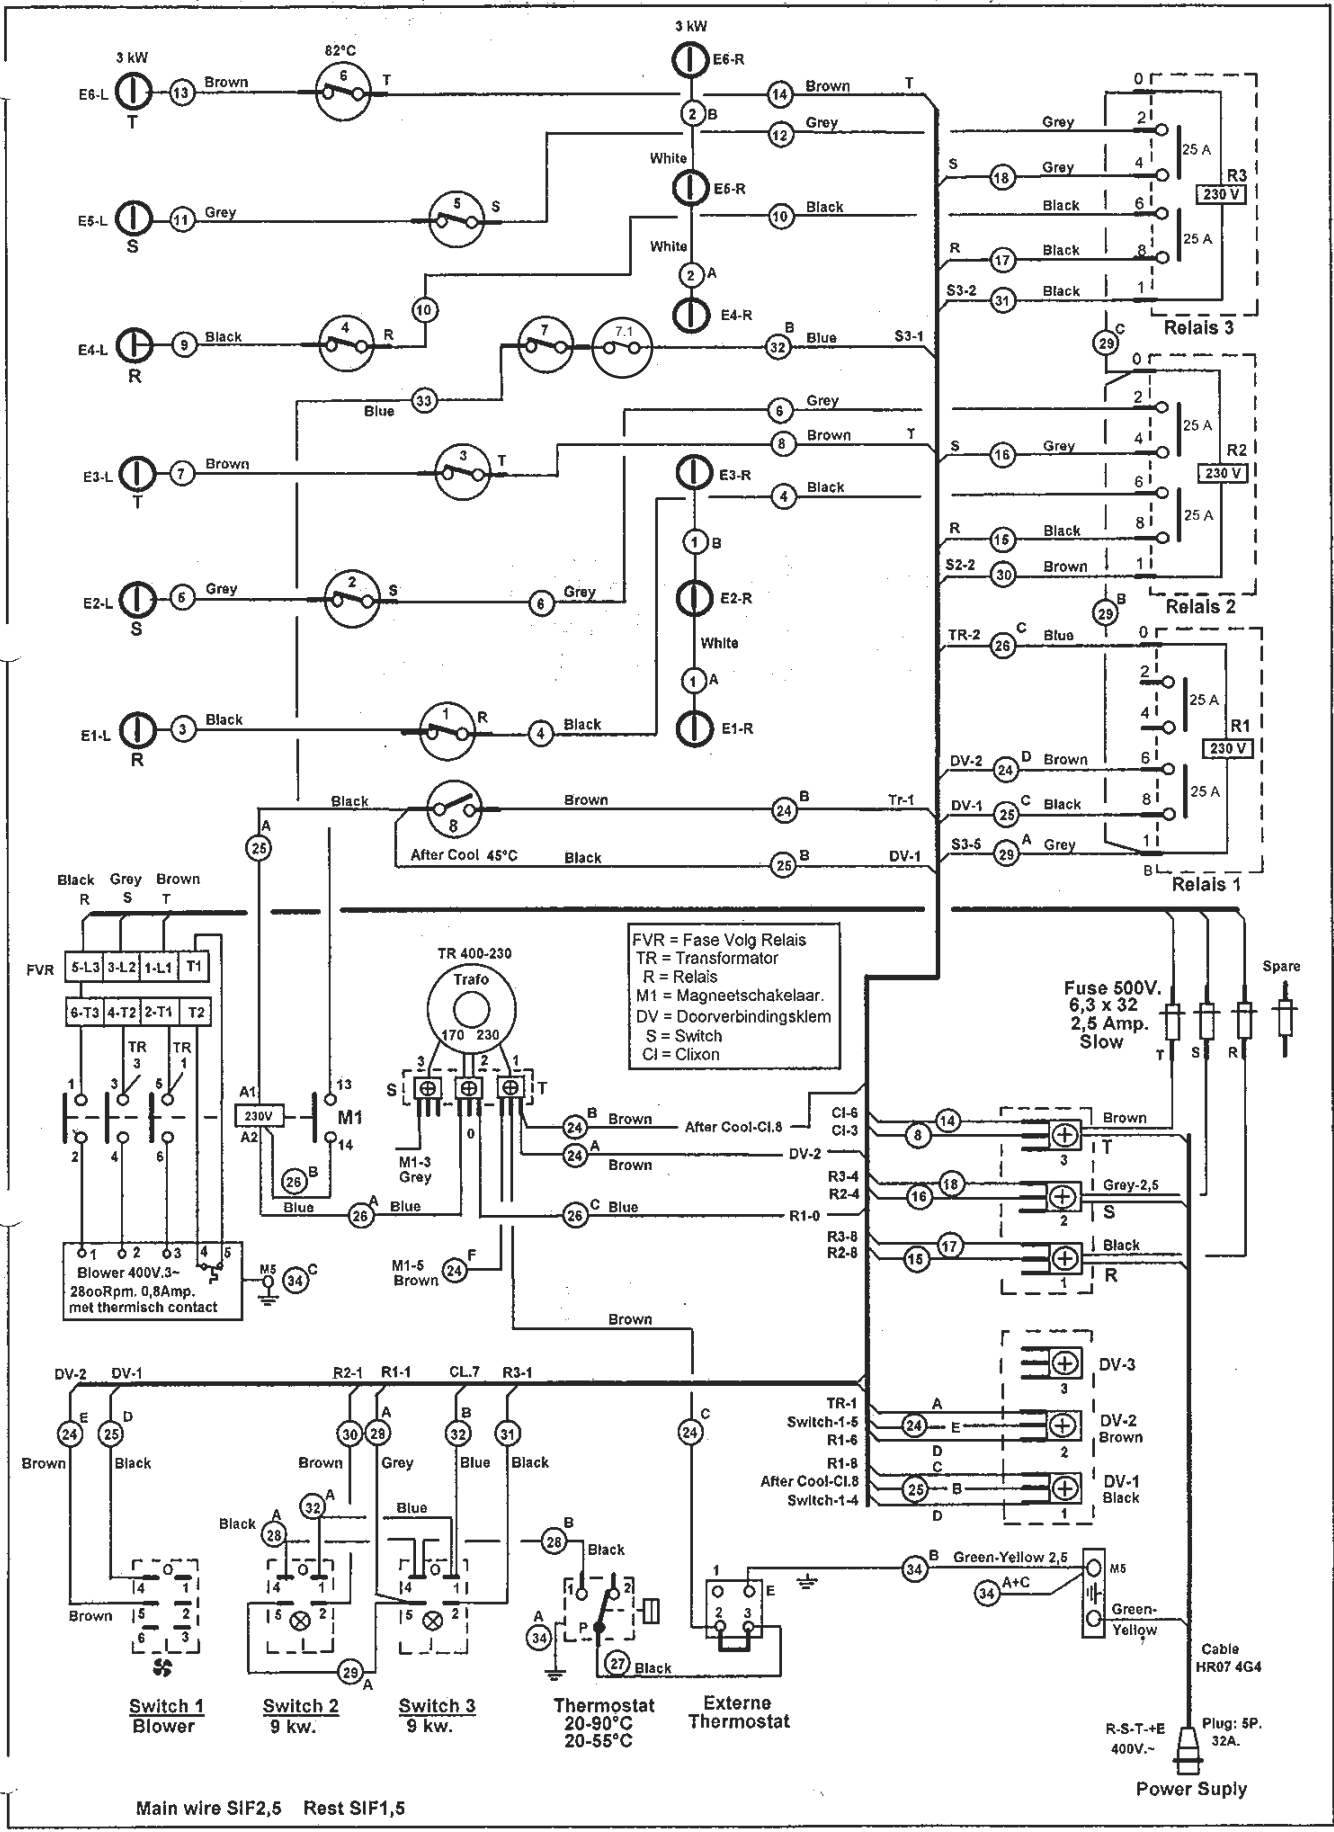 3 kW
82°C
3 kW
E6-L
T
13
Brown
6
T
E6-R
14
Brown
T
2
B
12
Grey
White
E5-L
S
11
Grey
5
S
E5-R
10
Black
White
2
A
E4-R
10
E4-L
R
9
Black
4
R
7
7.1
32
B
Blue
S3-1
Blue
33
6
Grey
8
Brown
T
E3-L
T
7
Brown
3
T
E3-R
4
Black
1
B
E2-L
S
5
Grey
2
S
6
Grey
E2-R
White
1
A
E1-L
R
3
Black
1
R
4
Black
E1-R
Black
8
Brown
24
B
Tr-1
After Cool 45°C
Black
25
B
DV-1
A
25
0
2
Grey
4
S
18
Grey
25 A
R3
230 V
6
Black
8
R
17
Black
25 A
S3-2
31
Black
1
Relais 3
C
29
0
2
4
S
16
Grey
25 A
R2
230 V
6
8
R
15
Black
25 A
S2-2
30
Brown
1
Relais 2
29
B
TR-2
26
C
Blue
0
2
4
25 A
R1
230 V
DV-2
24
D
Brown
6
DV-1
25
C
Black
8
25 A
S3-5
29
A
Grey
1
B
Relais 1
Black
Grey
Brown
R
S
T
FVR
5-L3
3-L2
1-L1
T1
6-T3
4-T2
2-T1
T2
TR
3
TR
1
1
3
5
2
4
6
A1
230V
A2
13
M1
14
26
B
Blue
26
A
Blue
1
2
3
4
5
Blower 400V.3~
28ooRpm. 0,8Amp.
met thermisch contact
M5
34
C
TR 400-230
Trafo
170
230
3
2
1
S
T
0
M1-3
Grey
M1-5
Brown
24
F
24
B
Brown
After Cool-Cl.8
24
A
Brown
DV-2
26
C
Blue
R1-0
Brown
FVR = Fase Volg Relais
TR = Transformator
R = Relais
M1 = Magneetschakelaar.
DV = Doorverbindingsklem
S = Switch
Cl = Clixon
Fuse 500V.
6,3 x 32
2,5 Amp.
Slow
T
S
R
Spare
Cl-6
Cl-3
14
8
3
Brown
T
R3-4
R2-4
18
16
2
Grey-2,5
S
R3-8
R2-8
17
15
1
Black
R
3
DV-3
TR-1
A
Switch-1-5
24
E
R1-6
D
2
DV-2
Brown
R1-8
C
After Cool-Cl.8
25
B
Switch-1-4
D
1
DV-1
Black
DV-2
DV-1
R2-1
R1-1
CL.7
R3-1
E
24
D
25
30
A
29
B
32
31
C
24
Brown
Black
Brown
Grey
Blue
Black
32
A
Blue
Black
A
28
28
B
Black
Brown
O
4
1
5
2
6
3
Switch 1
Blower
O
4
1
5
2
29
A
Switch 2
9 kw.
O
4
1
5
2
Switch 3
9 kw.
1
2
P
A
34
27
Black
Thermostat
20-90°C
20-55°C
1
E
2
3
Externe
Thermostat
34
B
Green-Yellow 2,5
34
A+C
M5
Green-
Yellow
Cable
HR07 4G4
R-S-T-+E
400V.~
Plug: 5P.
32A.
Power Suply
Main wire SIF2,5
Rest SIF1,5